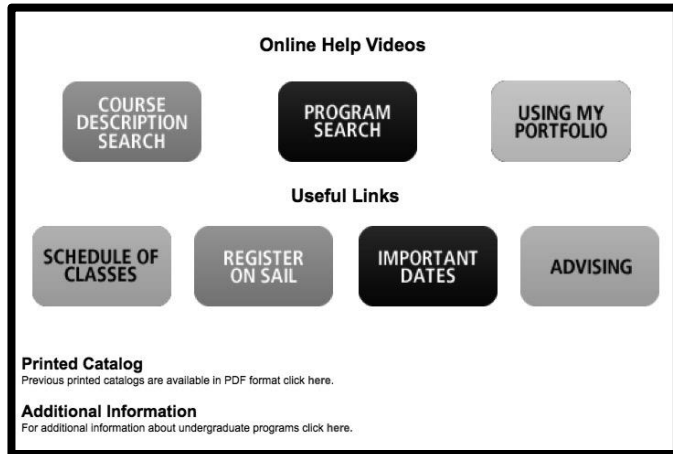 Online Help Videos
COURSE
DESCRIPTION
SEARCH
PROGRAM
SEARCH
USING MY
PORTFOLIO
Useful Links
SCHEDULE OF
CLASSES
REGISTER
ON SAIL
IMPORTANT
DATES
ADVISING
Printed Catalog
Previous printed catalogs are available in PDF format click here.
Additional Information
For additional information about undergraduate programs click here.